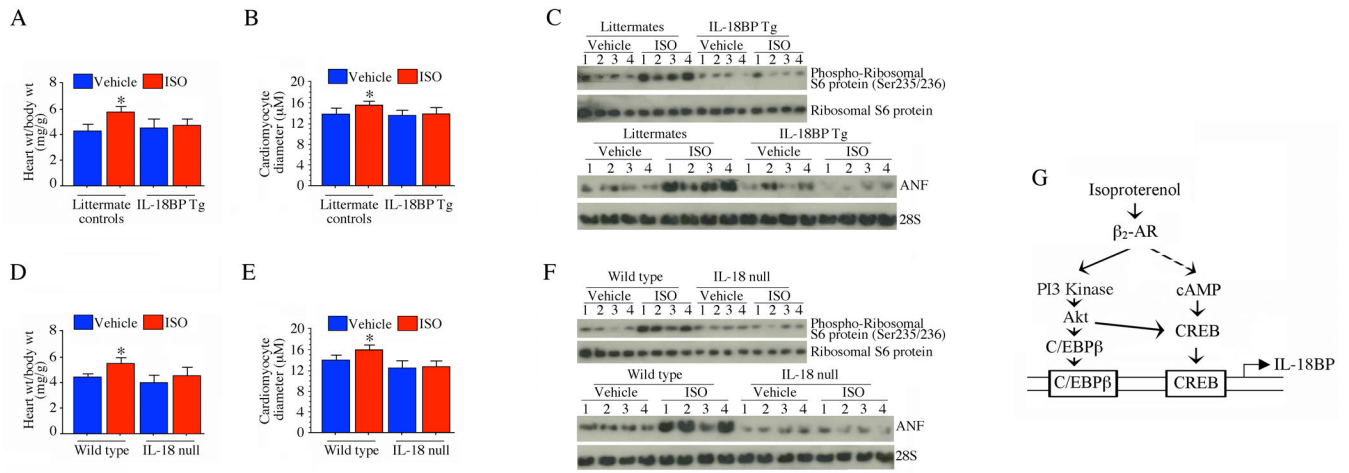 A
Vehicle ISO
Heart wt/body wt
(mg/g)
8
6
4
2
0
*
Littermate
controls
IL-18BP Tg
B
Vehicle ISO
Cardiomyocyte
diameter (μM)
20
16
12
8
4
0
*
Littermate
controls
IL-18BP Tg
C
Littermates IL-18BP Tg
Vehicle ISO Vehicle ISO
1 2 3 4 1 2 3 4 1 2 3 4 1 2 3 4
Phospho-Ribosomal
S6 protein (Ser235/236)
Ribosomal S6 protein
Littermates IL-18BP Tg
Vehicle ISO Vehicle ISO
1 2 3 4 1 2 3 4 1 2 3 4 1 2 3 4
ANF
28S
D
Vehicle ISO
Heart wt/body wt
(mg/g)
8
6
4
2
0
*
Wild type IL-18 null
E
Vehicle ISO
Cardiomyocyte
diameter (μM)
20
16
12
8
4
0
*
Wild type IL-18 null
F
Wild type IL-18 null
Vehicle ISO Vehicle ISO
1 2 3 4 1 2 3 4 1 2 3 4 1 2 3 4
Phospho-Ribosomal
S6 protein (Ser235/236)
Ribosomal S6 protein
Wild type IL-18 null
Vehicle ISO Vehicle ISO
1 2 3 4 1 2 3 4 1 2 3 4 1 2 3 4
ANF
28S
G
Isoproterenol
β2-AR
PI3 Kinase cAMP
Akt CREB
C/EBPβ
C/EBPβ CREB IL-18BP